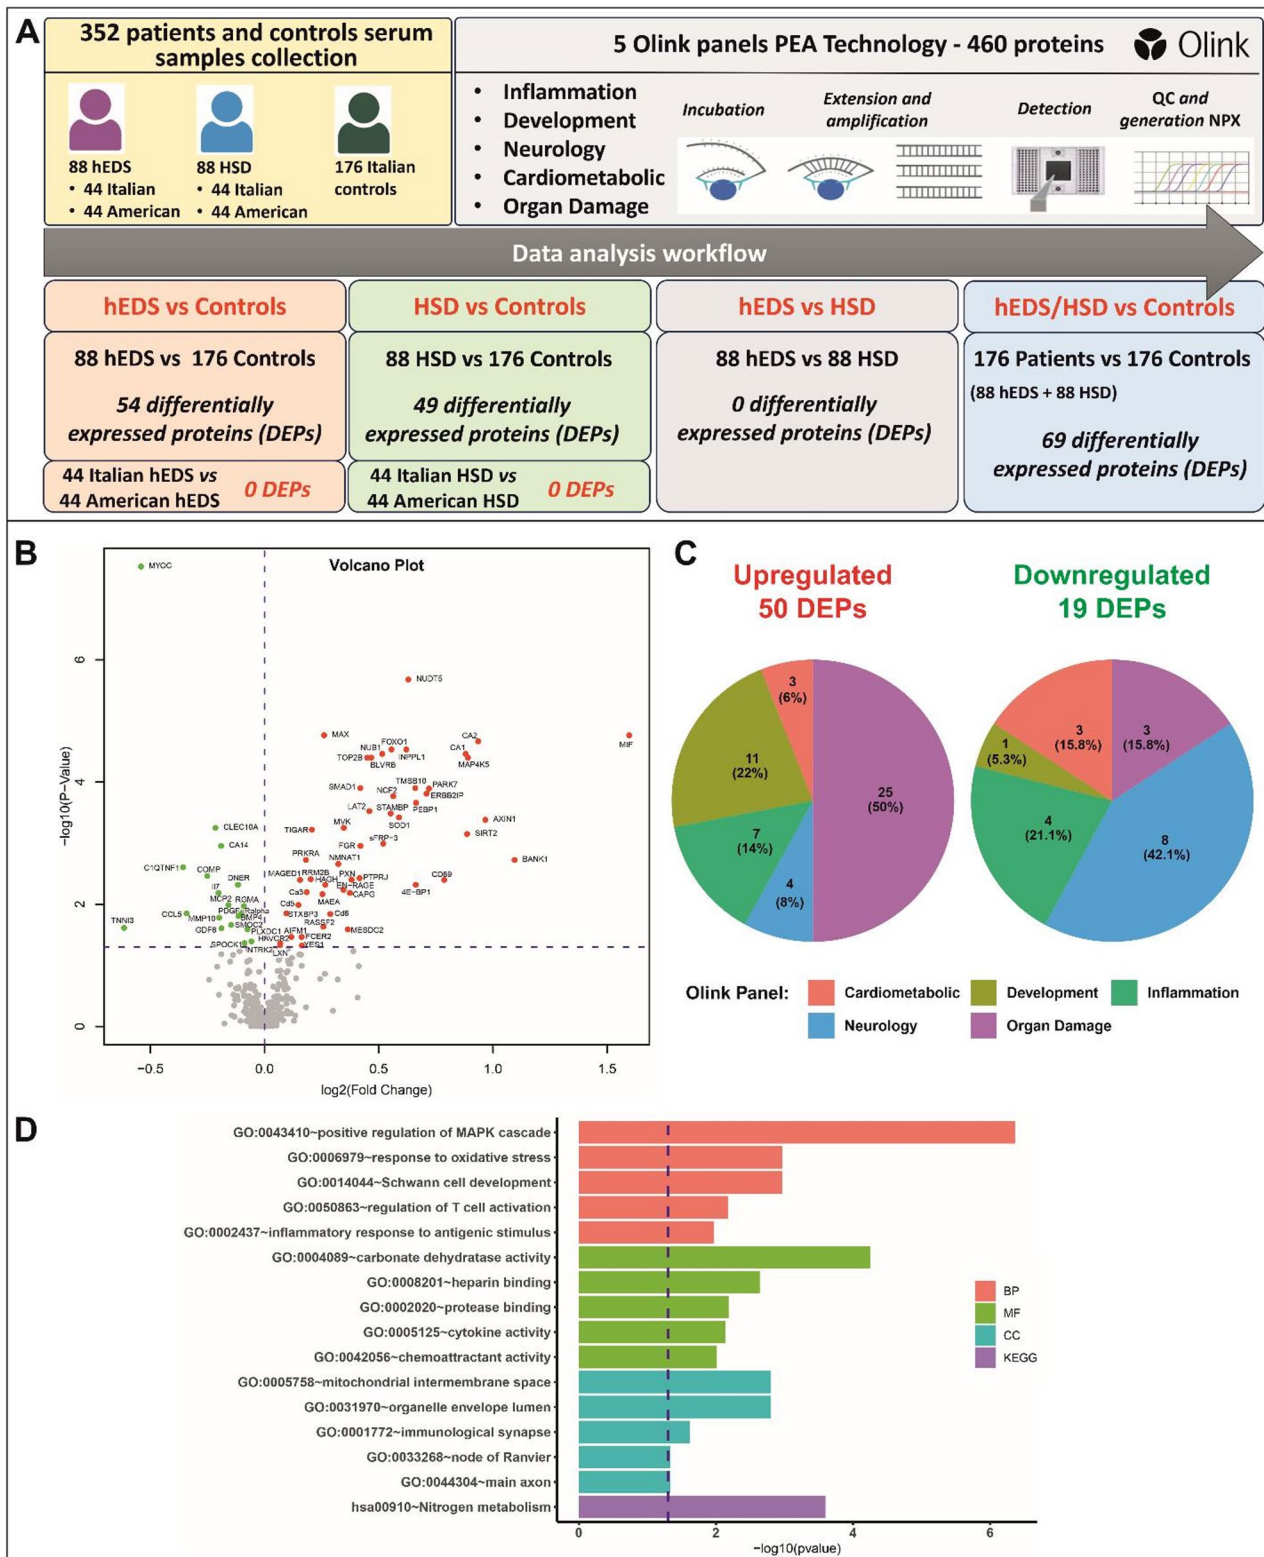 A
352 patients and controls serum
samples collection
88 hEDS
• 44 Italian
• 44 American
88 HSD
• 44 Italian
• 44 American
176 Italian
controls
5 Olink panels PEA Technology - 460 proteins
Olink
• Inflammation
• Development
• Neurology
• Cardiometabolic
• Organ Damage
Incubation
Extension and
amplification
Detection
QC and
generation NPX
Data analysis workflow
hEDS vs Controls
88 hEDS vs 176 Controls
54 differentially
expressed proteins (DEPs)
44 Italian hEDS vs
44 American hEDS
0 DEPs
HSD vs Controls
88 HSD vs 176 Controls
49 differentially
expressed proteins (DEPs)
44 Italian HSD vs
44 American HSD
0 DEPs
hEDS vs HSD
88 hEDS vs 88 HSD
0 differentially
expressed proteins (DEPs)
hEDS/HSD vs Controls
176 Patients vs 176 Controls
(88 hEDS + 88 HSD)
69 differentially
expressed proteins (DEPs)
B
Volcano Plot
MYOC
NUDT5
MAX
FOXO1
CA2
MIF
NUB1
INPPL1
CA1
TOP2B
BLVRB
MAP4K5
SMAD1
TMSB10
PARK7
NCF2
ERBB2IP
LAT2
STAMBP
PEBP1
SOD1
AXIN1
CLEC10A
TIGAR
MVK
SIRT2
CA14
FGR
sFRP-3
PRKRA
NMNAT1
BANK1
C1QTNF1
COMP
DNER
MAGED1
RRM2B
PXN
PTPRJ
CD69
Il7
HAGH
EN-RAGE
4E-BP1
MCP2
RGMA
Ca3
MAEA
CAPG
Cd5
CCL5
PDGF-Ralpha
STXBP3
Cd6
MMP10
BMP4
TNNI3
GDF8
SMOC2
RASSF2
MESDC2
PLXDC1
AIFM1
FCER2
SPOCK1
HAVCR2
NTRK2
YES1
LXN
−log10(P−Value)
0
2
4
6
−0.5
0.0
0.5
1.0
1.5
log2(Fold Change)
C
Upregulated
50 DEPs
3
(6%)
11
(22%)
25
(50%)
7
(14%)
4
(8%)
Downregulated
19 DEPs
3
(15.8%)
3
(15.8%)
1
(5.3%)
4
(21.1%)
8
(42.1%)
Olink Panel:
Cardiometabolic
Development
Inflammation
Neurology
Organ Damage
D
GO:0043410~positive regulation of MAPK cascade
GO:0006979~response to oxidative stress
GO:0014044~Schwann cell development
GO:0050863~regulation of T cell activation
GO:0002437~inflammatory response to antigenic stimulus
GO:0004089~carbonate dehydratase activity
GO:0008201~heparin binding
GO:0002020~protease binding
GO:0005125~cytokine activity
GO:0042056~chemoattractant activity
GO:0005758~mitochondrial intermembrane space
GO:0031970~organelle envelope lumen
GO:0001772~immunological synapse
GO:0033268~node of Ranvier
GO:0044304~main axon
hsa00910~Nitrogen metabolism
BP
MF
CC
KEGG
0
2
4
6
−log10(pvalue)